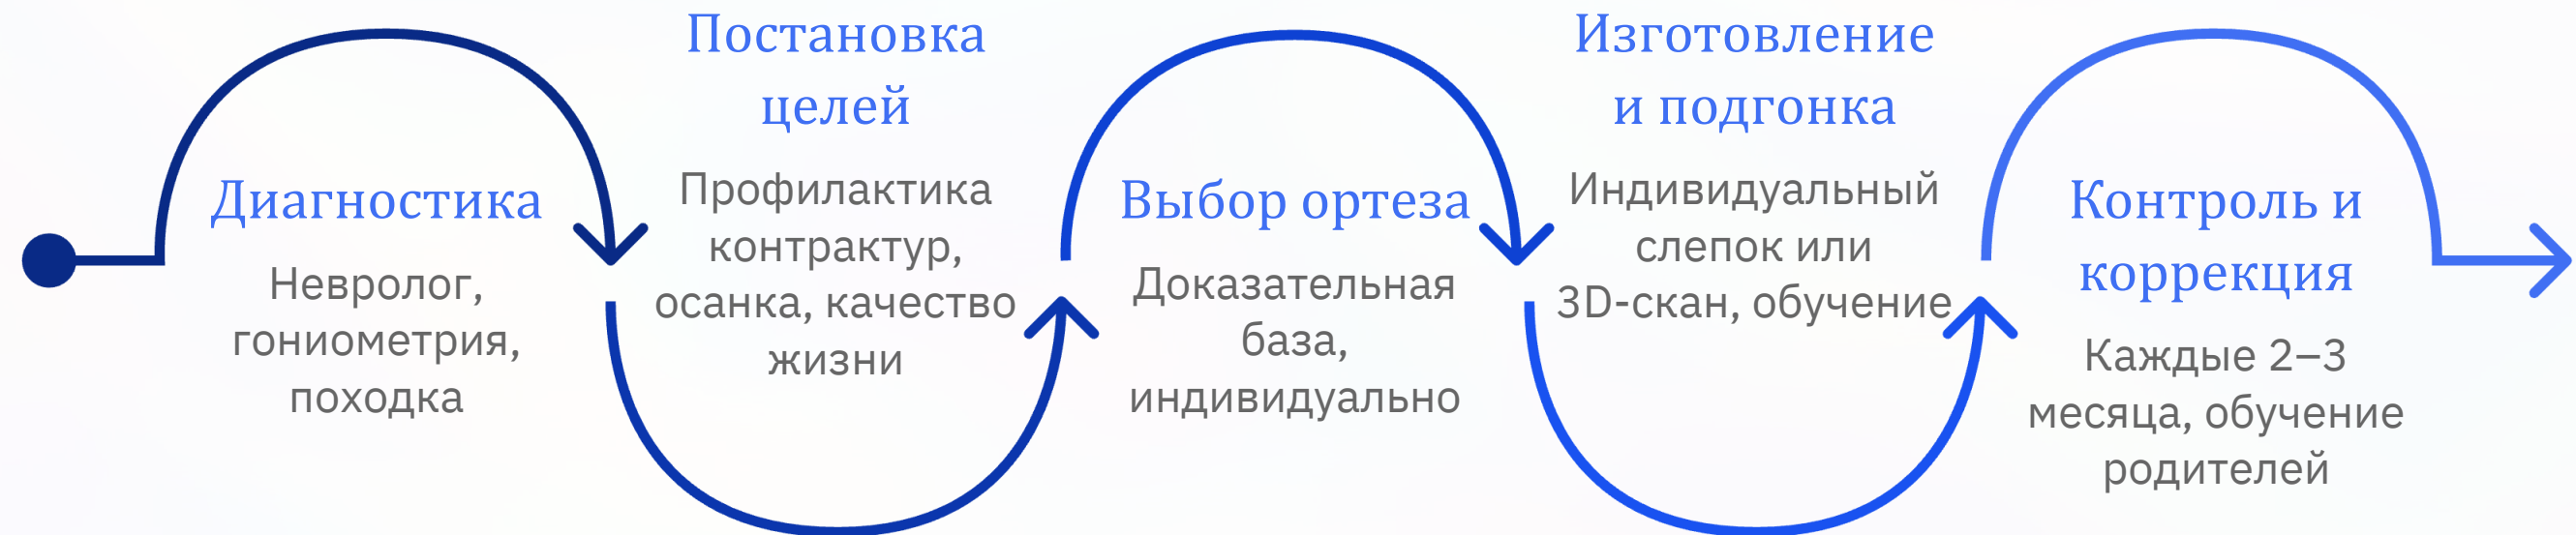 Диагностика
Невролог,
гониометрия,
походка
Постановка
целей
Профилактика
контрактур,
осанка, качество
жизни
Выбор ортеза
Доказательная
база,
индивидуально
Изготовление
и подгонка
Индивидуальный
слепок или
3D-скан, обучение
Контроль и
коррекция
Каждые 2–3
месяца, обучение
родителей